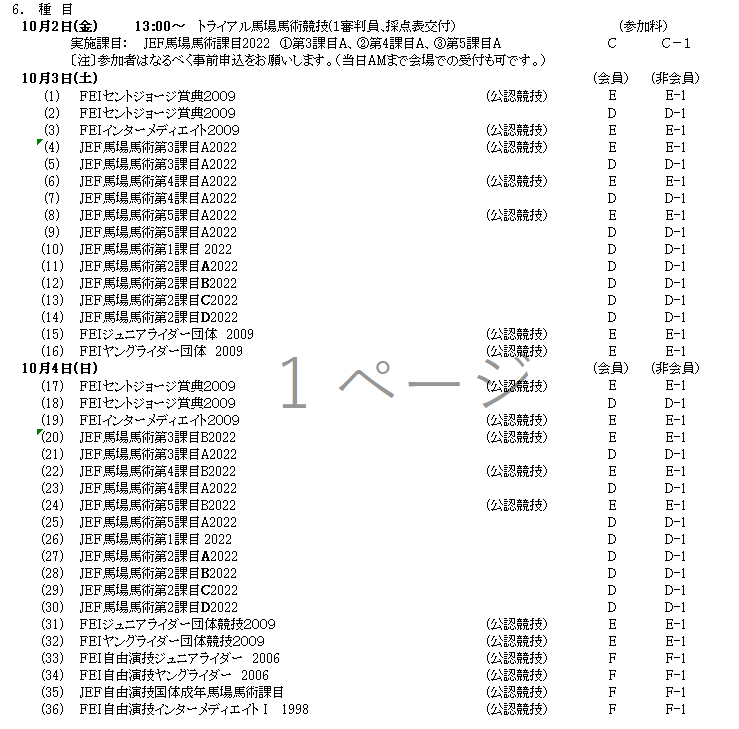 6. 種 目
10月2日(金) 13:00～ トライアル馬場馬術競技(1審判員、採点表交付) (参加料)
実施課目: JEF馬場馬術課目2022 ①第3課目A、②第4課目A、③第5課目A C C－1
〔注〕参加者はなるべく事前申込をお願いします。(当日AMまで会場での受付も可です。)
10月3日(土) (会員) (非会員)
(1) FEIセントジョージ賞典2009 (公認競技) E E-1
(2) FEIセントジョージ賞典2009 D D-1
(3) FEIインターメディエイト2009 (公認競技) E E-1
(4) JEF馬場馬術第3課目A2022 (公認競技) E E-1
(5) JEF馬場馬術第3課目A2022 D D-1
(6) JEF馬場馬術第4課目A2022 (公認競技) E E-1
(7) JEF馬場馬術第4課目A2022 D D-1
(8) JEF馬場馬術第5課目A2022 (公認競技) E E-1
(9) JEF馬場馬術第5課目A2022 D D-1
(10) JEF馬場馬術第1課目 2022 D D-1
(11) JEF馬場馬術第2課目A2022 D D-1
(12) JEF馬場馬術第2課目B2022 D D-1
(13) JEF馬場馬術第2課目C2022 D D-1
(14) JEF馬場馬術第2課目D2022 D D-1
(15) FEIジュニアライダー団体 2009 (公認競技) E E-1
(16) FEIヤングライダー団体 2009 (公認競技) E E-1
10月4日(日) (会員) (非会員)
1 ページ
(17) FEIセントジョージ賞典2009 (公認競技) E E-1
(18) FEIセントジョージ賞典2009 D D-1
(19) FEIインターメディエイト2009 (公認競技) E E-1
(20) JEF馬場馬術第3課目B2022 (公認競技) E E-1
(21) JEF馬場馬術第3課目A2022 D D-1
(22) JEF馬場馬術第4課目B2022 (公認競技) E E-1
(23) JEF馬場馬術第4課目A2022 D D-1
(24) JEF馬場馬術第5課目B2022 (公認競技) E E-1
(25) JEF馬場馬術第5課目A2022 D D-1
(26) JEF馬場馬術第1課目 2022 D D-1
(27) JEF馬場馬術第2課目A2022 D D-1
(28) JEF馬場馬術第2課目B2022 D D-1
(29) JEF馬場馬術第2課目C2022 D D-1
(30) JEF馬場馬術第2課目D2022 D D-1
(31) FEIジュニアライダー団体競技2009 (公認競技) E E-1
(32) FEIヤングライダー団体競技2009 (公認競技) E E-1
(33) FEI自由演技ジュニアライダー 2006 (公認競技) F F-1
(34) FEI自由演技ヤングライダー 2006 (公認競技) F F-1
(35) JEF自由演技国体成年馬場馬術課目 (公認競技) F F-1
(36) FEI自由演技インターメディエイトⅠ 1998 (公認競技) F F-1